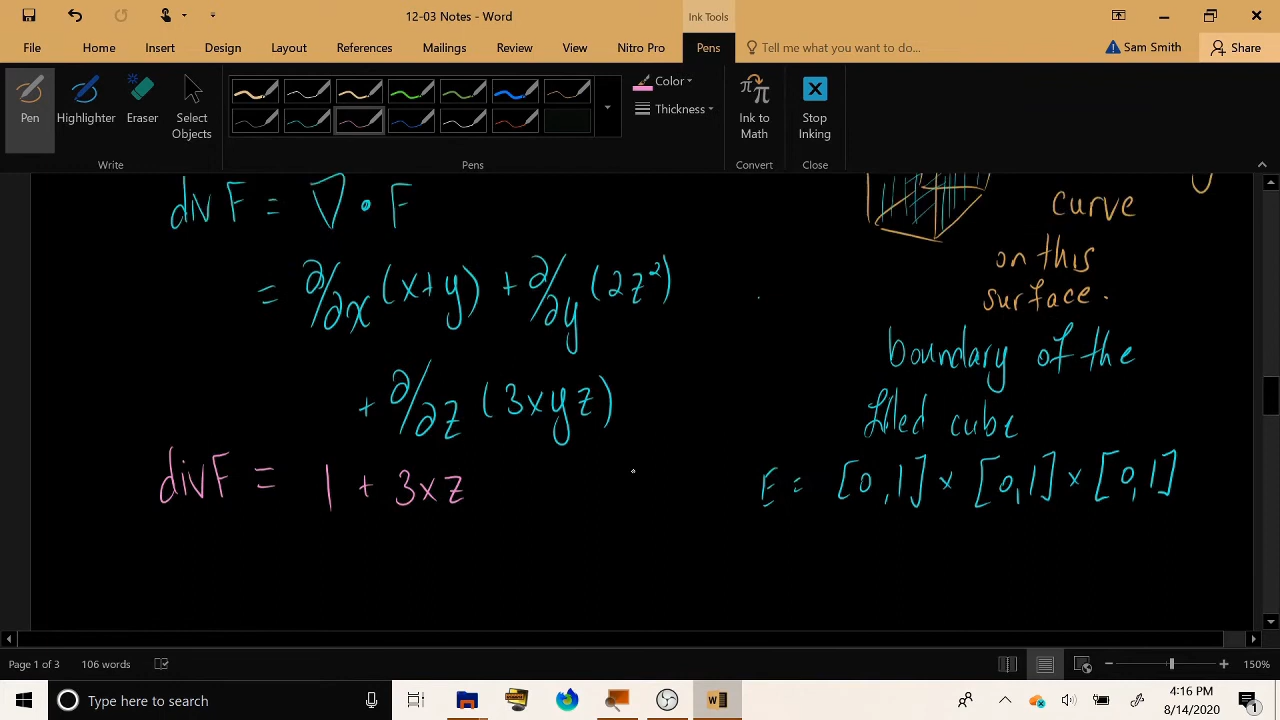 12-03 Notes - Word
Ink Tools
File Home Insert Design Layout References Mailings Review View Nitro Pro Pens Tell me what you want to do... Sam Smith Share
Pen Highlighter Eraser Select Objects
Color
Thickness
Ink to Math
Stop Inking
Write Pens Convert Close
div F = ∇ • F
= ∂/∂x (x+y) + ∂/∂y (2z²)
+ ∂/∂z (3xyz)
div F = 1 + 3xz
curve
on this
surface.
boundary of the
filled cube
E = [0,1] × [0,1] × [0,1]
Page 1 of 3 106 words 150%
Type here to search
4:16 PM
8/14/2020
1